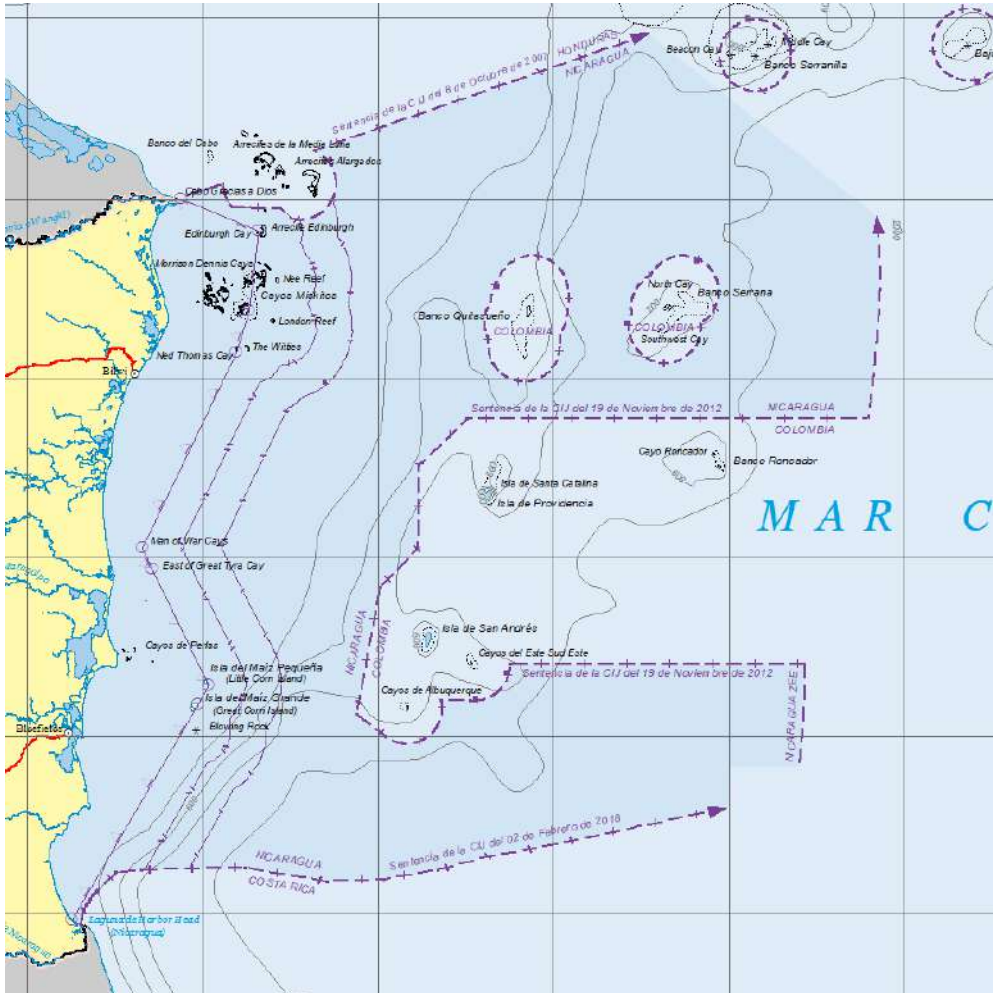 Sentencia de la CIJ del 8 de Octubre de 2007
HONDURAS
NICARAGUA
Beacon Cay
Middle Cay
Banco Serranilla
Banco del Cabo
Arrecifes de la Media Luna
Arrecifes Alargados
Cabo Gracias a Dios
Edinburgh Cay
Arrecife Edinburgh
Morrison Dennis Cays
Nee Reef
Cayos Miskitos
London Reef
Ned Thomas Cay
The Witties
Bilwi
North Cay
Banco Serrana
Banco Quitasueño
COLOMBIA
COLOMBIA
Southwest Cay
Sentencia de la CIJ del 19 de Noviembre de 2012
NICARAGUA
COLOMBIA
Cayo Roncador
Banco Roncador
600
600
Isla de Santa Catalina
Isla de Providencia
MAR C
Man of War Cays
East of Great Tyra Cay
Cayos de Perlas
Isla de San Andrés
600
NICARAGUA
COLOMBIA
Cayos del Este Sud Este
Isla del Maíz Pequeña
(Little Corn Island)
Sentencia de la CIJ del 19 de Noviembre de 2012
Isla del Maíz Grande
(Great Corn Island)
Cayos de Albuquerque
NICARAGUA ZEE
Blowing Rock
Bluefields
600
Sentencia de la CIJ del 02 de Febrero de 2018
NICARAGUA
COSTA RICA
Laguna de Harbor Head
(Nicaragua)